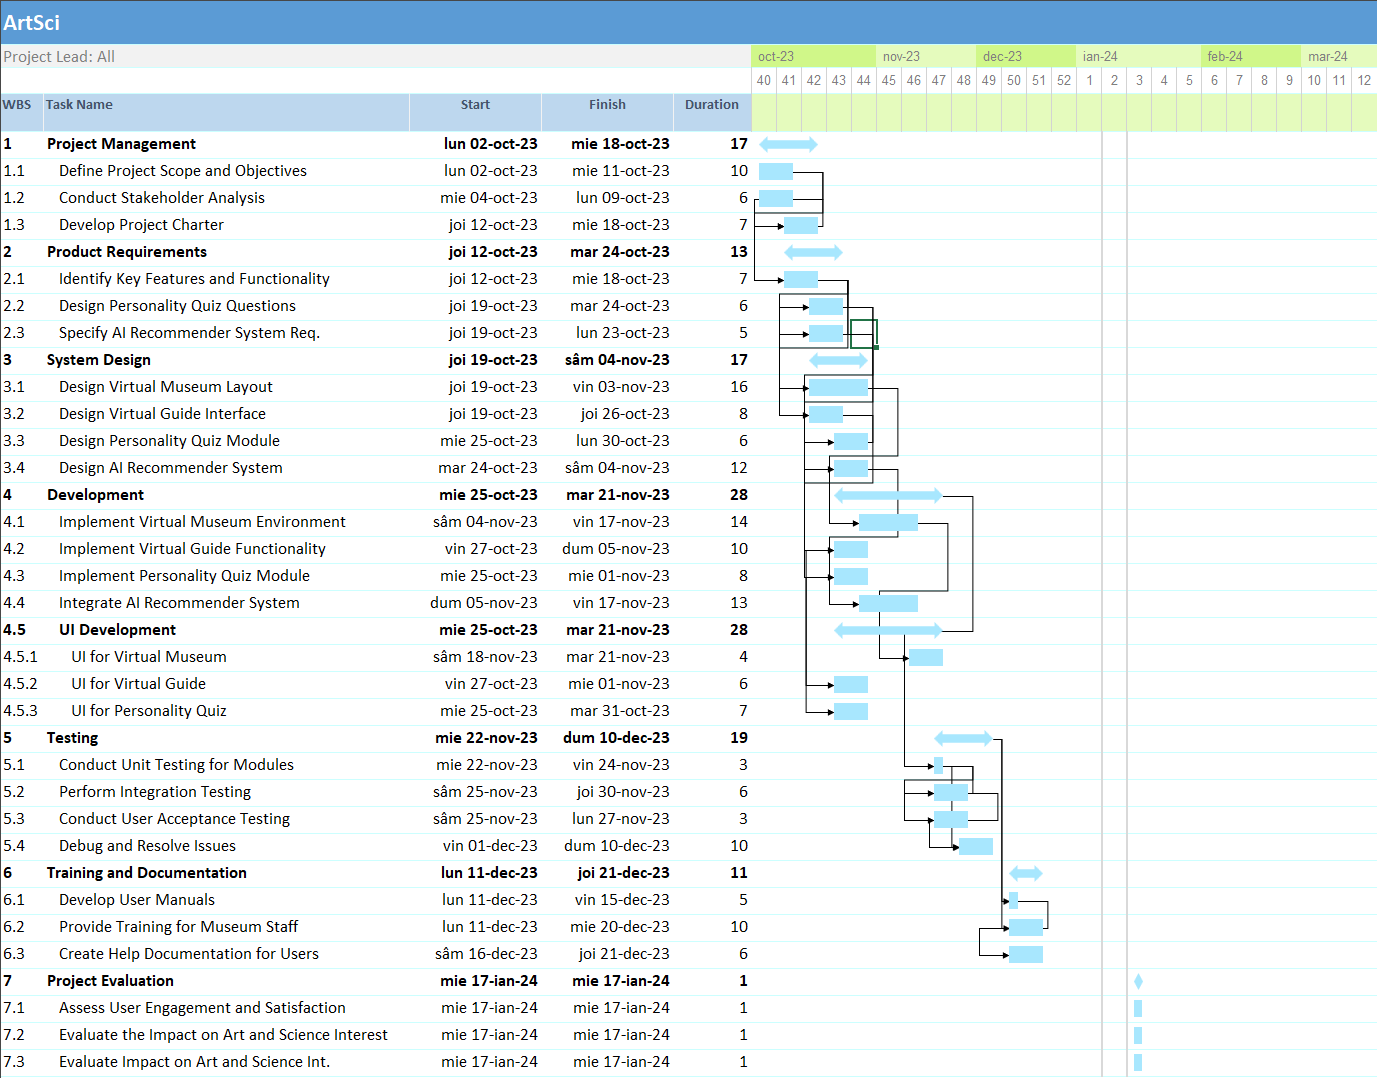 ArtSci
Project Lead: All
oct-23 nov-23 dec-23 ian-24 feb-24 mar-24
40 41 42 43 44 45 46 47 48 49 50 51 52 1 2 3 4 5 6 7 8 9 10 11 12
WBS Task Name Start Finish Duration
1 Project Management lun 02-oct-23 mie 18-oct-23 17
1.1 Define Project Scope and Objectives lun 02-oct-23 mie 11-oct-23 10
1.2 Conduct Stakeholder Analysis mie 04-oct-23 lun 09-oct-23 6
1.3 Develop Project Charter joi 12-oct-23 mie 18-oct-23 7
2 Product Requirements joi 12-oct-23 mar 24-oct-23 13
2.1 Identify Key Features and Functionality joi 12-oct-23 mie 18-oct-23 7
2.2 Design Personality Quiz Questions joi 19-oct-23 mar 24-oct-23 6
2.3 Specify AI Recommender System Req. joi 19-oct-23 lun 23-oct-23 5
3 System Design joi 19-oct-23 sâm 04-nov-23 17
3.1 Design Virtual Museum Layout joi 19-oct-23 vin 03-nov-23 16
3.2 Design Virtual Guide Interface joi 19-oct-23 joi 26-oct-23 8
3.3 Design Personality Quiz Module mie 25-oct-23 lun 30-oct-23 6
3.4 Design AI Recommender System mar 24-oct-23 sâm 04-nov-23 12
4 Development mie 25-oct-23 mar 21-nov-23 28
4.1 Implement Virtual Museum Environment sâm 04-nov-23 vin 17-nov-23 14
4.2 Implement Virtual Guide Functionality vin 27-oct-23 dum 05-nov-23 10
4.3 Implement Personality Quiz Module mie 25-oct-23 mie 01-nov-23 8
4.4 Integrate AI Recommender System dum 05-nov-23 vin 17-nov-23 13
4.5 UI Development mie 25-oct-23 mar 21-nov-23 28
4.5.1 UI for Virtual Museum sâm 18-nov-23 mar 21-nov-23 4
4.5.2 UI for Virtual Guide vin 27-oct-23 mie 01-nov-23 6
4.5.3 UI for Personality Quiz mie 25-oct-23 mar 31-oct-23 7
5 Testing mie 22-nov-23 dum 10-dec-23 19
5.1 Conduct Unit Testing for Modules mie 22-nov-23 vin 24-nov-23 3
5.2 Perform Integration Testing sâm 25-nov-23 joi 30-nov-23 6
5.3 Conduct User Acceptance Testing sâm 25-nov-23 lun 27-nov-23 3
5.4 Debug and Resolve Issues vin 01-dec-23 dum 10-dec-23 10
6 Training and Documentation lun 11-dec-23 joi 21-dec-23 11
6.1 Develop User Manuals lun 11-dec-23 vin 15-dec-23 5
6.2 Provide Training for Museum Staff lun 11-dec-23 mie 20-dec-23 10
6.3 Create Help Documentation for Users sâm 16-dec-23 joi 21-dec-23 6
7 Project Evaluation mie 17-ian-24 mie 17-ian-24 1
7.1 Assess User Engagement and Satisfaction mie 17-ian-24 mie 17-ian-24 1
7.2 Evaluate the Impact on Art and Science Interest mie 17-ian-24 mie 17-ian-24 1
7.3 Evaluate Impact on Art and Science Int. mie 17-ian-24 mie 17-ian-24 1